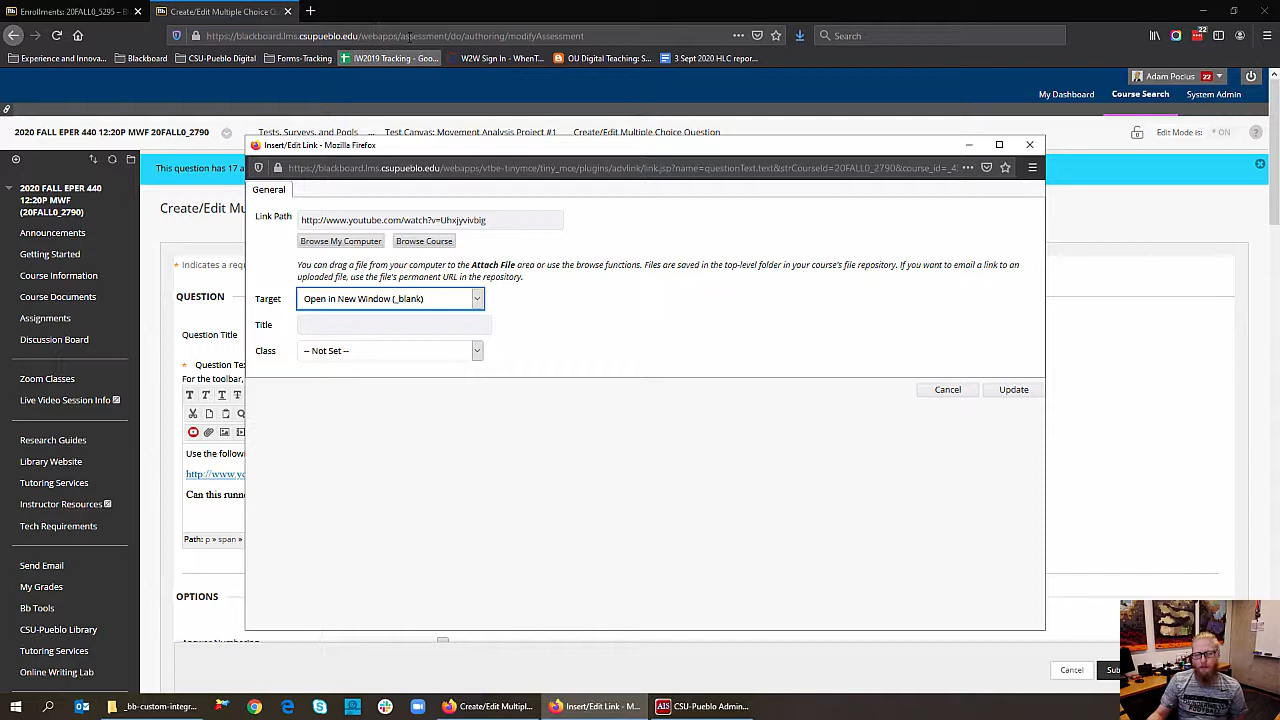 Enrollments: 20FALL0_5295 – B
Create/Edit Multiple Choice Q
https://blackboard.lms.csupueblo.edu/webapps/assessment/do/authoring/modifyAssessment
Search
Experience and Innova...
Blackboard
CSU-Pueblo Digital
Forms-Tracking
IW2019 Tracking - Goo...
W2W Sign In - WhenT...
OU Digital Teaching: S...
3 Sept 2020 HLC repor...
Adam Pocius 22
My Dashboard
Course Search
System Admin
2020 FALL EPER 440 12:20P MWF 20FALL0_2790
Tests, Surveys, and Pools
...
Test Canvas: Movement Analysis Project #1
Create/Edit Multiple Choice Question
Edit Mode is:
ON
This question has 17 a
Create/Edit Mu
Indicates a requ
QUESTION
Question Title
Question Text
For the toolbar,
Use the followi
http://www.yo
Can this runne
Path: p » span »
OPTIONS
Answer Numbering
Cancel
Sub
2020 FALL EPER 440
12:20P MWF
(20FALL0_2790)
Announcements
Getting Started
Course Information
Course Communications
Assignments
Discussion Board
Zoom Classes
Live Video Session Info
Research Guides
Library Website
Tutoring Services
Instructor Resources
Tech Requirements
Send Email
My Grades
Bb Tools
CSU-Pueblo Library
Tutoring Services
Online Writing Lab
Insert/Edit Link - Mozilla Firefox
https://blackboard.lms.csupueblo.edu/webapps/vtbe-tinymce/tiny_mce/plugins/advlink/link.jsp?name=questionText.text&strCourseId=20FALL0_2790&course_id=_4
General
Link Path
http://www.youtube.com/watch?v=Uhxjyvivbig
Browse My Computer
Browse Course
You can drag a file from your computer to the Attach File area or use the browse functions. Files are saved in the top-level folder in your course's file repository. If you want to email a link to an
uploaded file, use the file's permanent URL in the repository.
Target
Open in New Window (_blank)
Title
Class
-- Not Set --
Cancel
Update
_bb-custom-integr...
Create/Edit Multipl...
Insert/Edit Link - M...
CSU-Pueblo Admin...